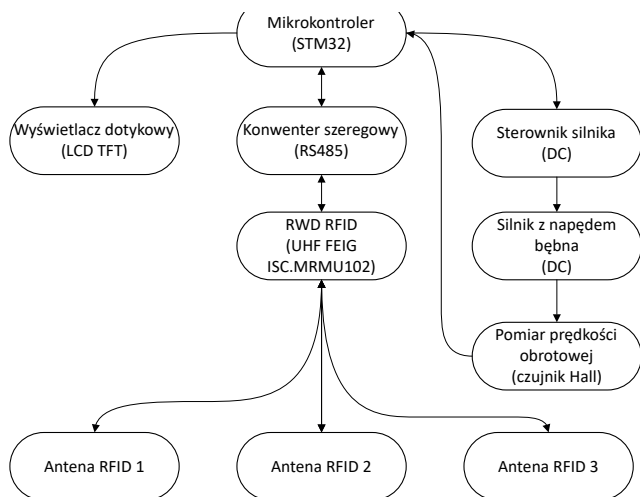 Mikrokontroler
(STM32)
Wyświetlacz dotykowy
(LCD TFT)
Konwenter szeregowy
(RS485)
Sterownik silnika
(DC)
RWD RFID
(UHF FEIG
ISC.MRMU102)
Silnik z napędem
bębna
(DC)
Pomiar prędkości
obrotowej
(czujnik Hall)
Antena RFID 1
Antena RFID 2
Antena RFID 3